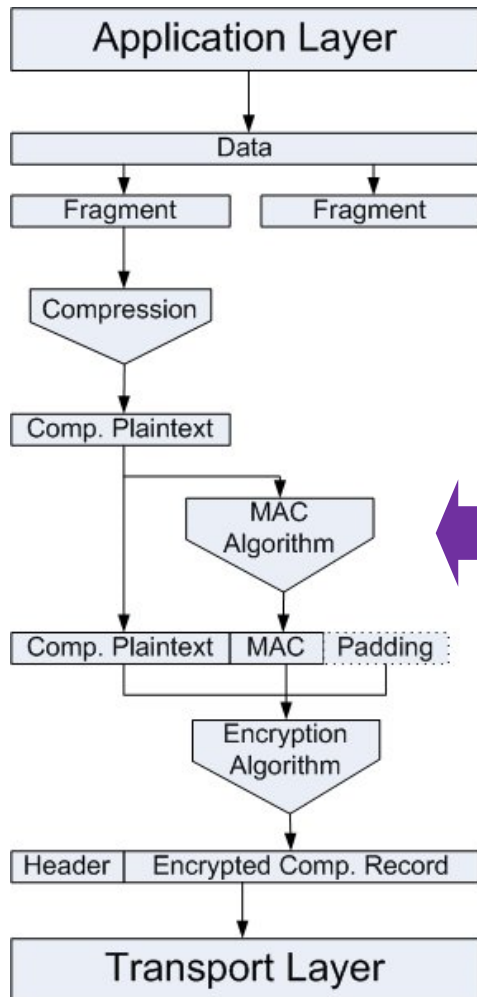 Application Layer
Data
Fragment Fragment
Compression
Comp. Plaintext
MAC
Algorithm
Comp. Plaintext MAC Padding
Encryption
Algorithm
Header Encrypted Comp. Record
Transport Layer